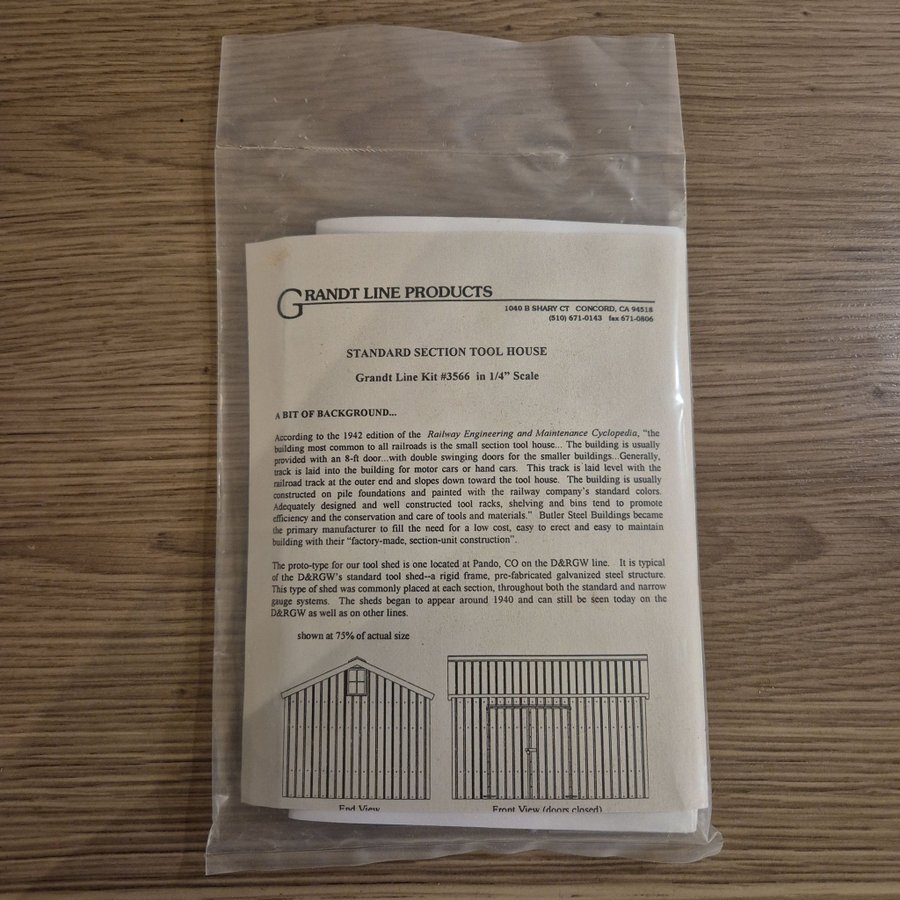 GRANDT LINE PRODUCTS
1040 B SHARY CT CONCORD, CA 94518
(510) 671-0143 fax 671-0806
STANDARD SECTION TOOL HOUSE
Grandt Line Kit #3566 in 1/4” Scale
A BIT OF BACKGROUND...
According to the 1942 edition of the Railway Engineering and Maintenance Cyclopedia, “the
building most common to all railroads is the small section tool house... The building is usually
provided with an 8-ft door...with double swinging doors for the smaller buildings...Generally,
track is laid into the building for motor cars or hand cars. This track is laid level with the
railroad track at the outer end and slopes down toward the tool house. The building is usually
constructed on pile foundations and painted with the railway company’s standard colors.
Adequately designed and well constructed tool racks, shelving and bins tend to promote
efficiency and the conservation and care of tools and materials.” Butler Steel Buildings became
the primary manufacturer to fill the need for a low cost, easy to erect and easy to maintain
building with their “factory-made, section-unit construction”.
The proto-type for our tool shed is one located at Pando, CO on the D&RGW line. It is typical
of the D&RGW’s standard tool shed--a rigid frame, pre-fabricated galvanized steel structure.
This type of shed was commonly placed at each section, throughout both the standard and narrow
gauge systems. The sheds began to appear around 1940 and can still be seen today on the
D&RGW as well as on other lines.
shown at 75% of actual size
End View
Front View (doors closed)